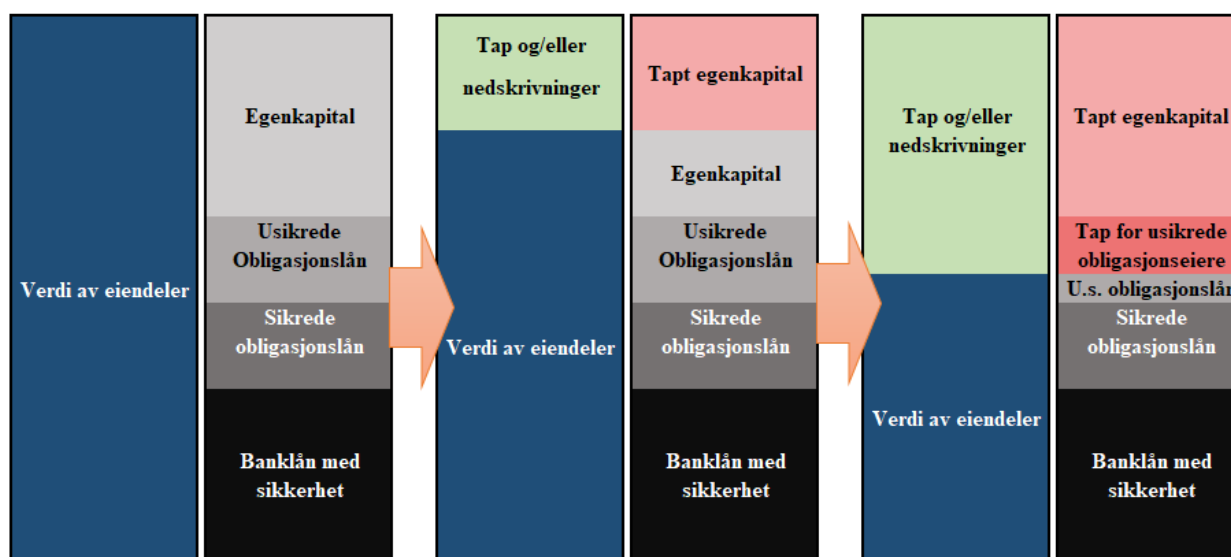 Verdi av eiendeler
Egenkapital
Usikrede
Obligasjonslån
Sikrede
obligasjonslån
Banklån med
sikkerhet
Tap og/eller
nedskrivninger
Verdi av eiendeler
Tapt egenkapital
Egenkapital
Usikrede
Obligasjonslån
Sikrede
obligasjonslån
Banklån med
sikkerhet
Tap og/eller
nedskrivninger
Verdi av eiendeler
Tapt egenkapital
Tap for usikrede
obligasjonseiere
U.s. obligasjonslån
Sikrede
obligasjonslån
Banklån med
sikkerhet